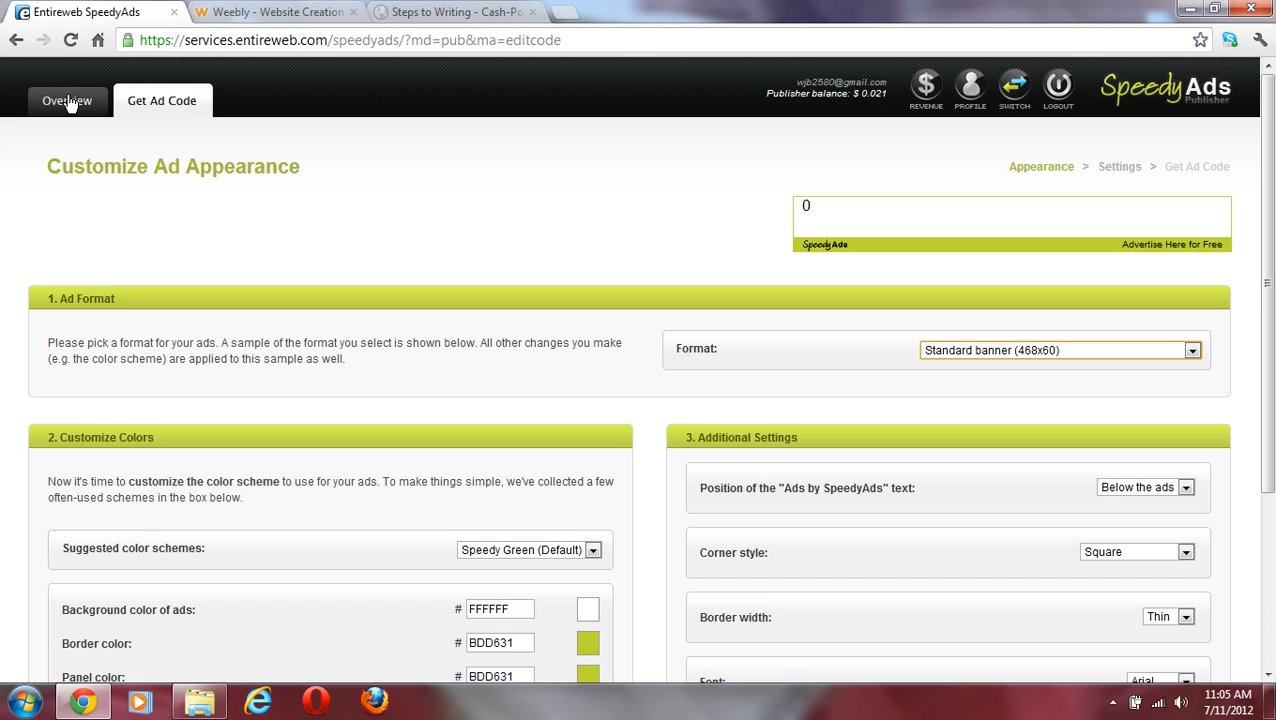 Entireweb SpeedyAds
Weebly - Website Creation
Steps to Writing - Cash-Po
https://services.entireweb.com/speedyads/?md=pub&ma=editcode
Overview
Get Ad Code
wjb2580@gmail.com
Publisher balance: $ 0.021
REVENUE
PROFILE
SWITCH
LOGOUT
SpeedyAds
Publisher
Customize Ad Appearance
Appearance > Settings > Get Ad Code
0
SpeedyAds
Advertise Here for Free
1. Ad Format
Please pick a format for your ads. A sample of the format you select is shown below. All other changes you make
(e.g. the color scheme) are applied to this sample as well.
Format:
Standard banner (468x60)
2. Customize Colors
Now it's time to customize the color scheme to use for your ads. To make things simple, we've collected a few
often-used schemes in the box below.
Suggested color schemes:
Speedy Green (Default)
Background color of ads:
# FFFFFF
Border color:
# BDD631
Panel color:
# BDD631
3. Additional Settings
Position of the "Ads by SpeedyAds" text:
Below the ads
Corner style:
Square
Border width:
Thin
Font:
Arial
11:05 AM
7/11/2012